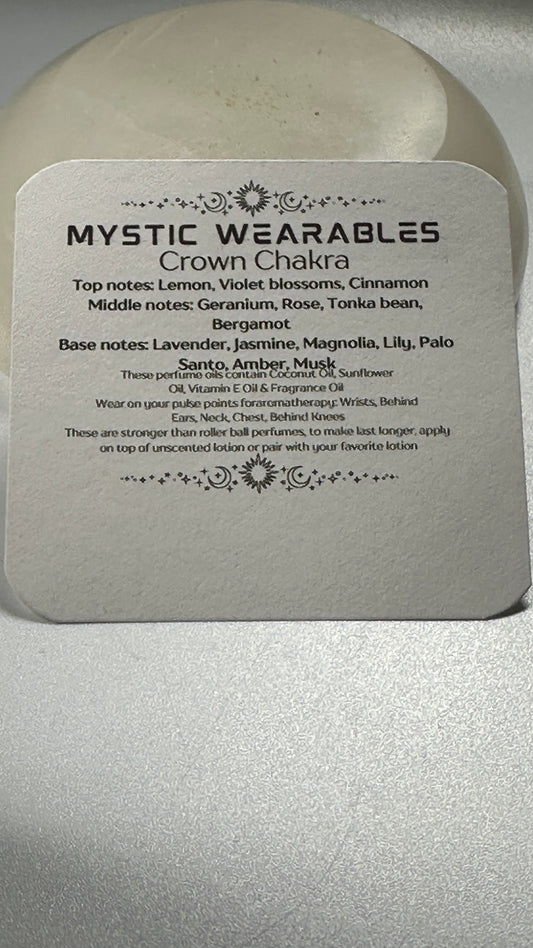 MYSTIC WEARABLES
Crown Chakra
Top notes: Lemon, Violet blossoms, Cinnamon
Middle notes: Geranium, Rose, Tonka bean,
Bergamot
Base notes: Lavender, Jasmine, Magnolia, Lily, Palo
Santo, Amber, Musk
These perfume oils contain Coconut Oil, Sunflower
Oil, Vitamin E Oil & Fragrance Oil
Wear on your pulse points foraromatherapy: Wrists, Behind
Ears, Neck, Chest, Behind Knees
These are stronger than roller ball perfumes, to make last longer, apply
on top of unscented lotion or pair with your favorite lotion